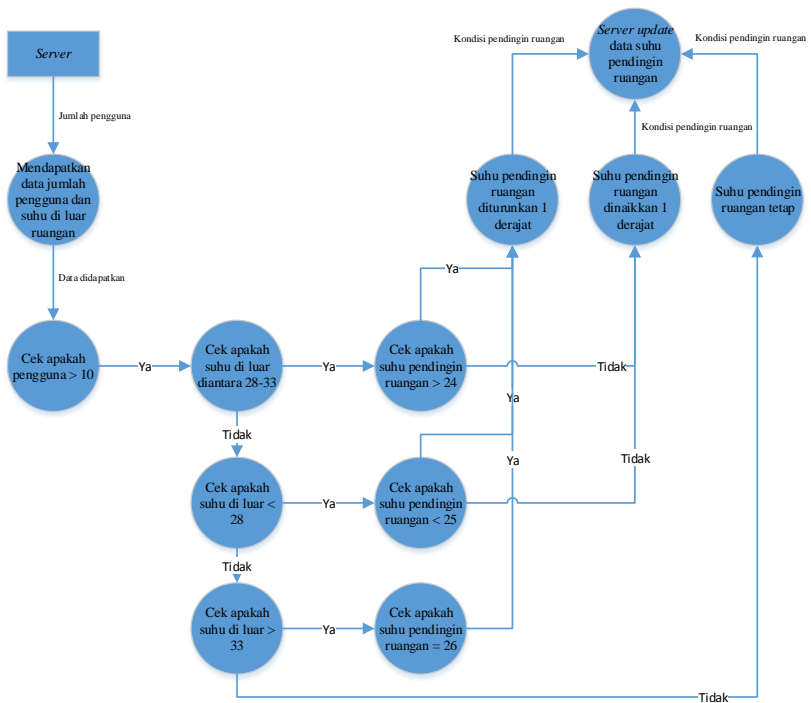 Server
Jumlah pengguna
Mendapatkan
data jumlah
pengguna dan
suhu di luar
ruangan
Data didapatkan
Cek apakah
pengguna > 10
Ya
Cek apakah
suhu di luar
diantara 28-33
Ya
Cek apakah
suhu pendingin
ruangan > 24
Ya
Tidak
Tidak
Cek apakah
suhu di luar <
28
Ya
Cek apakah
suhu pendingin
ruangan < 25
Ya
Tidak
Tidak
Cek apakah
suhu di luar >
33
Ya
Cek apakah
suhu pendingin
ruangan = 26
Ya
Tidak
Suhu pendingin
ruangan
diturunkan 1
derajat
Suhu pendingin
ruangan
dinaikkan 1
derajat
Suhu pendingin
ruangan tetap
Kondisi pendingin ruangan
Kondisi pendingin ruangan
Kondisi pendingin ruangan
Server update
data suhu
pendingin
ruangan